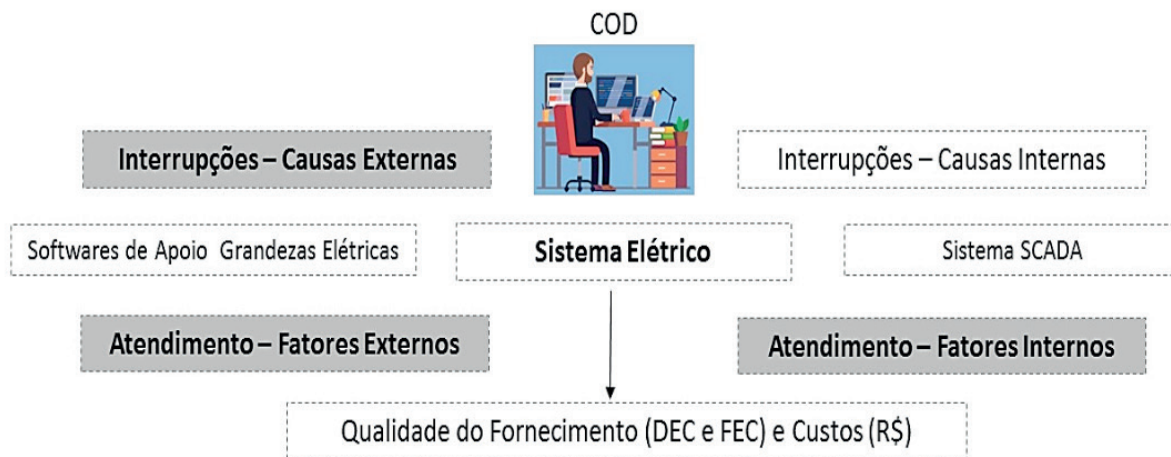 COD
Interrupções – Causas Externas
Interrupções – Causas Internas
Softwares de Apoio Grandezas Elétricas
Sistema Elétrico
Sistema SCADA
Atendimento – Fatores Externos
Atendimento – Fatores Internos
Qualidade do Fornecimento (DEC e FEC) e Custos (R$)